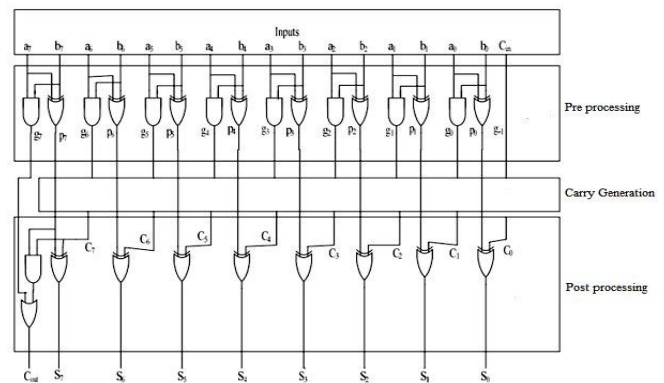 Inputs
a7 b7 a6 b6 a5 b5 a4 b4 a3 b3 a2 b2 a1 b1 a0 b0 Cin
Pre processing
g7 p7 g6 p6 g5 p5 g4 p4 g3 p3 g2 p2 g1 p1 g0 p0 g-1
Carry Generation
C7 C6 C5 C4 C3 C2 C1 C0
Post processing
Cout S7 S6 S5 S4 S3 S2 S1 S0